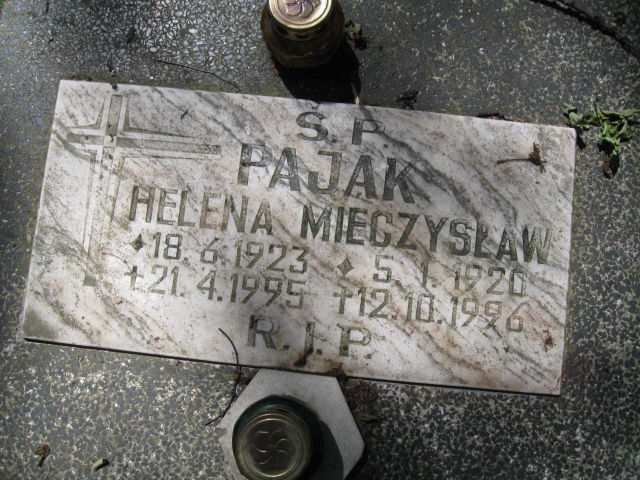 Ś.P.
PAJĄK
HELENA MIECZYSŁAW
18.6.1923 5.1.1920
†21.4.1995 †12.10.1996
R.I.P.